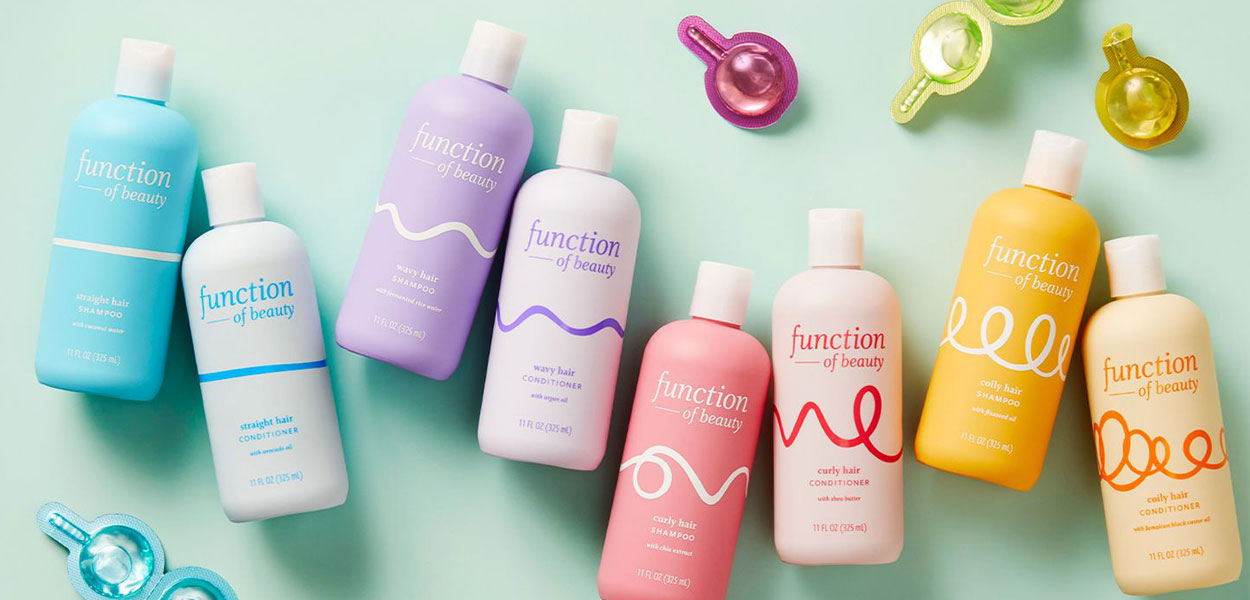 function
of beauty
straight hair
SHAMPOO
with coconut water
11 FL OZ (325 mL)
function
of beauty
straight hair
CONDITIONER
with avocado oil
11 FL OZ (325 mL)
function
of beauty
wavy hair
SHAMPOO
with fermented rice water
11 FL OZ (325 mL)
function
of beauty
wavy hair
CONDITIONER
with argan oil
11 FL OZ (325 mL)
function
of beauty
curly hair
SHAMPOO
with chia extract
11 FL OZ (325 mL)
function
of beauty
curly hair
CONDITIONER
with shea butter
11 FL OZ (325 mL)
function
of beauty
coily hair
SHAMPOO
with flaxseed oil
11 FL OZ (325 mL)
function
of beauty
coily hair
CONDITIONER
with Jamaican black castor oil
11 FL OZ (325 mL)